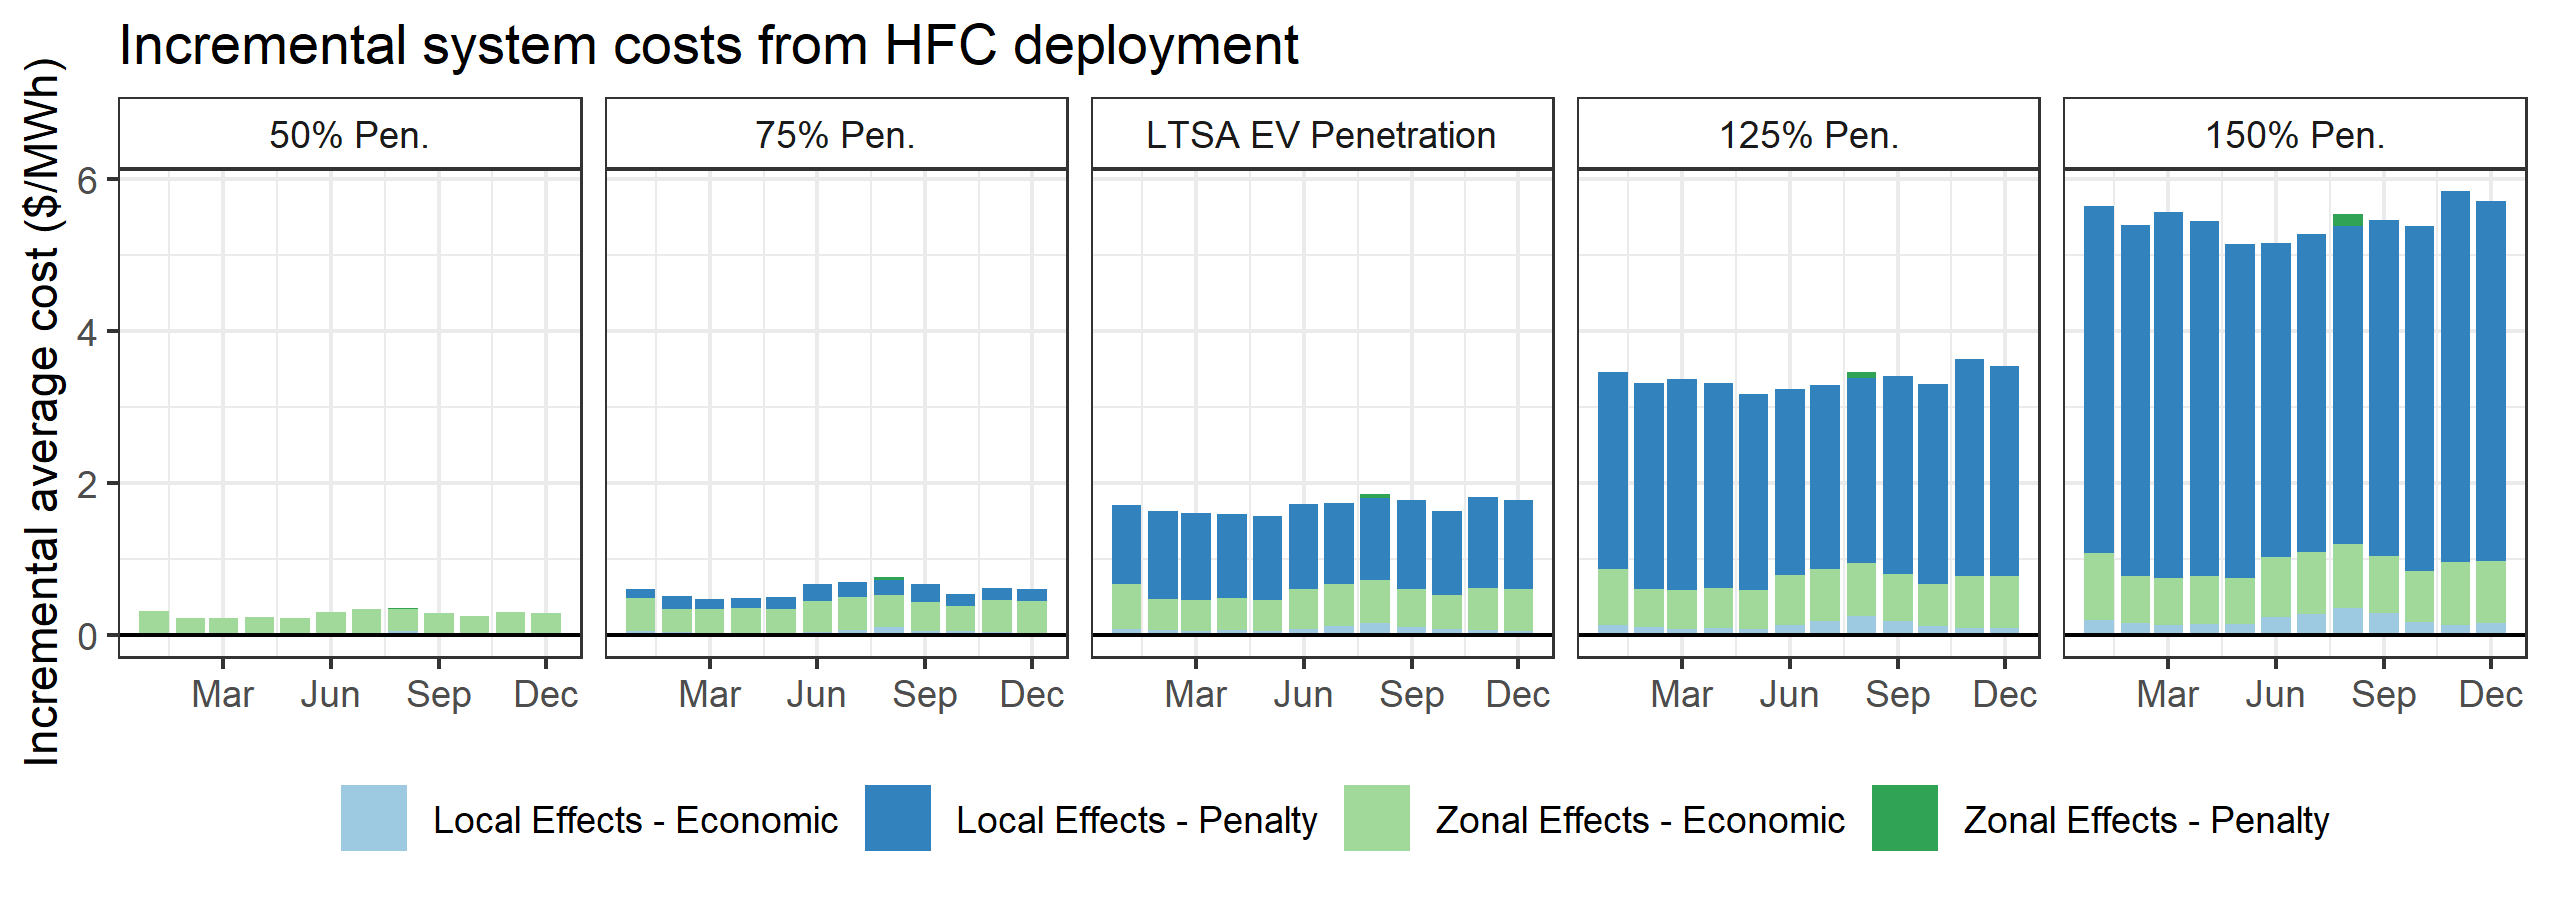 Incremental system costs from HFC deployment
Incremental average cost ($/MWh)
50% Pen.
75% Pen.
LTSA EV Penetration
125% Pen.
150% Pen.
6
4
2
0
Mar Jun Sep Dec
Mar Jun Sep Dec
Mar Jun Sep Dec
Mar Jun Sep Dec
Mar Jun Sep Dec
Local Effects - Economic
Local Effects - Penalty
Zonal Effects - Economic
Zonal Effects - Penalty